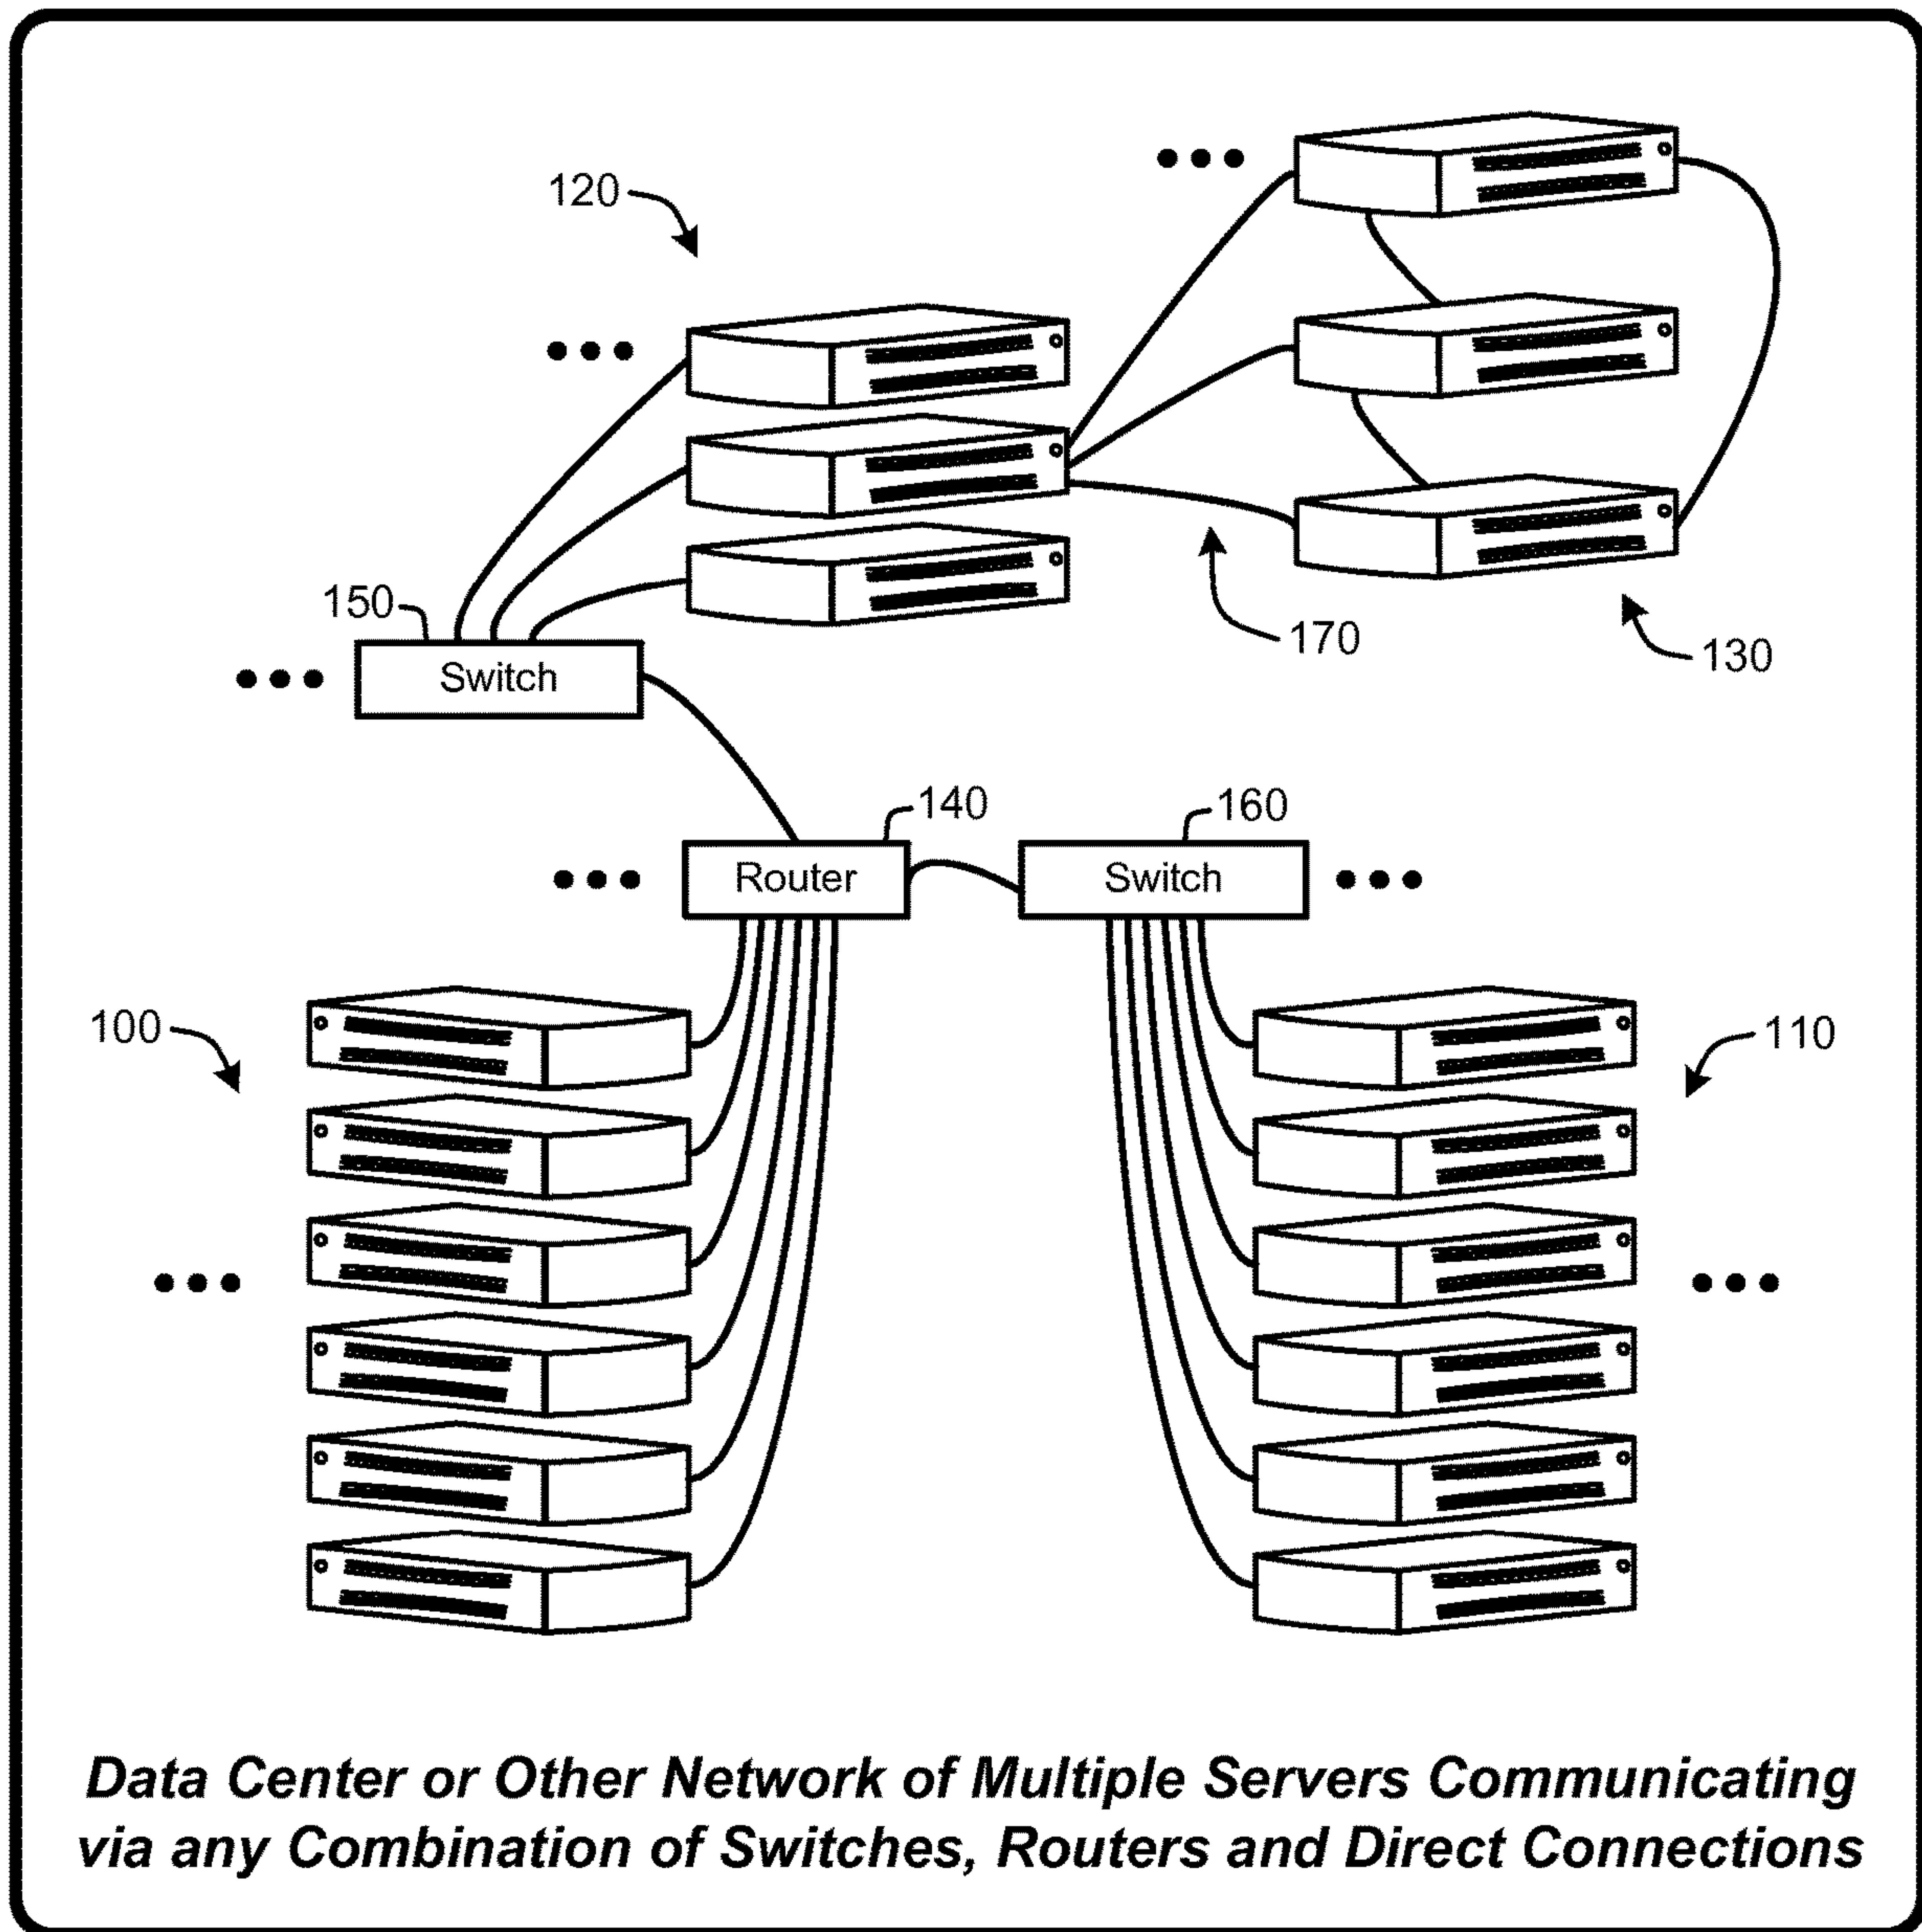 120
150
170
130
Switch
140
160
Router
Switch
100
110
Data Center or Other Network of Multiple Servers Communicating
via any Combination of Switches, Routers and Direct Connections